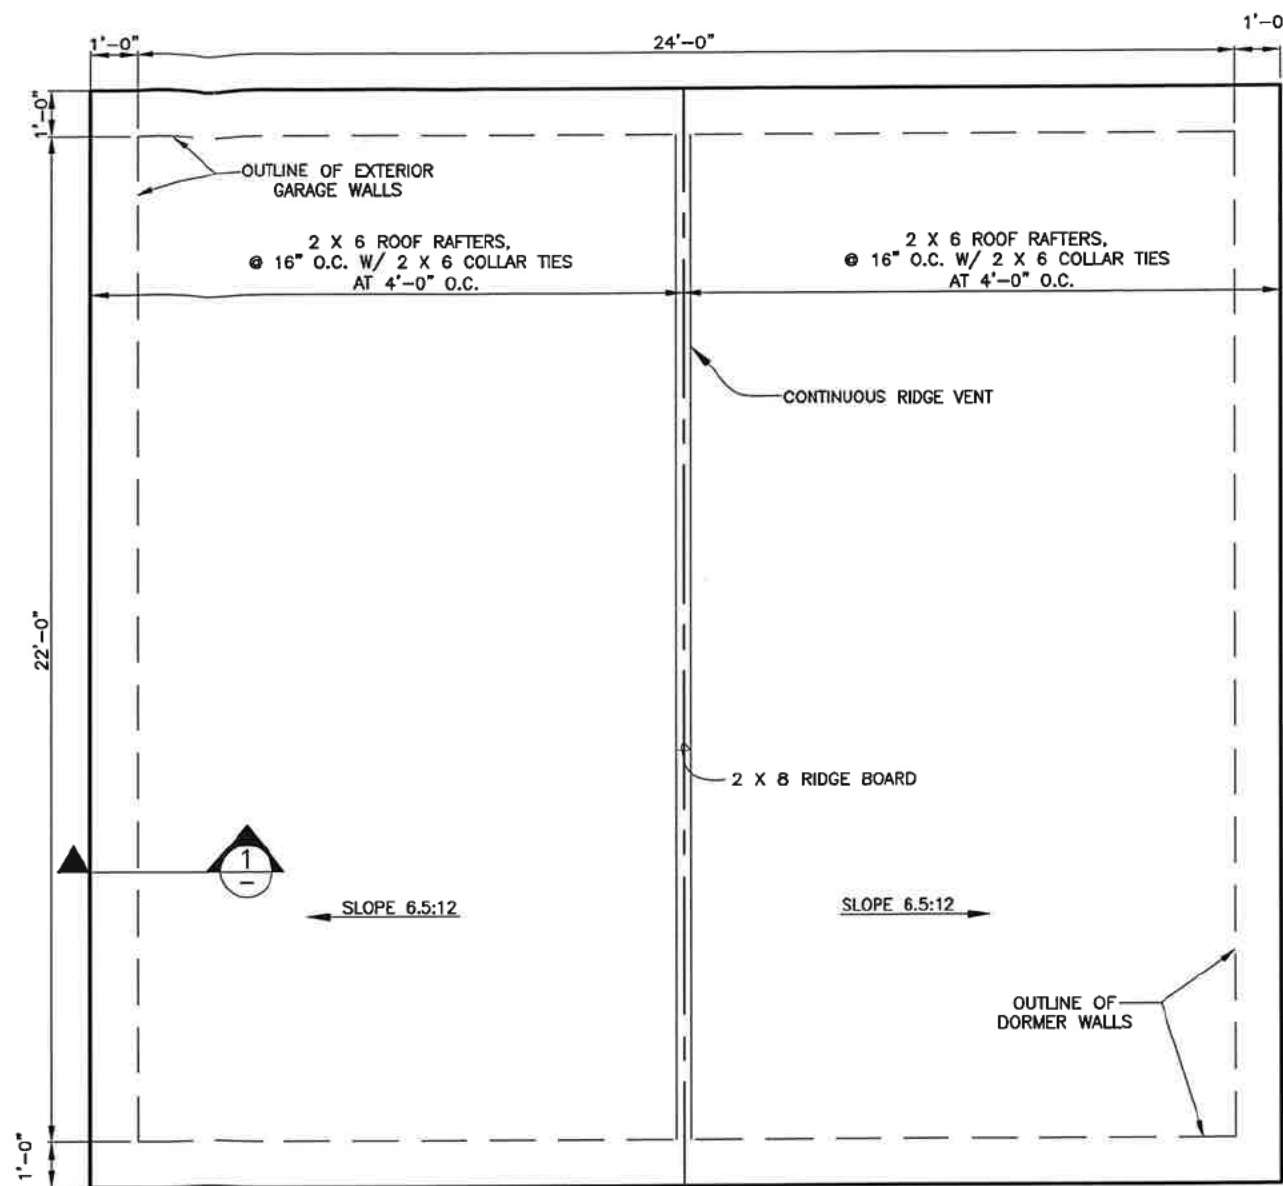 1'-0"
24'-0"
1'-0
1'-0"
OUTLINE OF EXTERIOR
GARAGE WALLS
2 X 6 ROOF RAFTERS,
@ 16" O.C. W/ 2 X 6 COLLAR TIES
AT 4'-0" O.C.
2 X 6 ROOF RAFTERS,
@ 16" O.C. W/ 2 X 6 COLLAR TIES
AT 4'-0" O.C.
CONTINUOUS RIDGE VENT
22'-0"
2 X 8 RIDGE BOARD
1
-
SLOPE 6.5:12
SLOPE 6.5:12
OUTLINE OF
DORMER WALLS
1'-0"